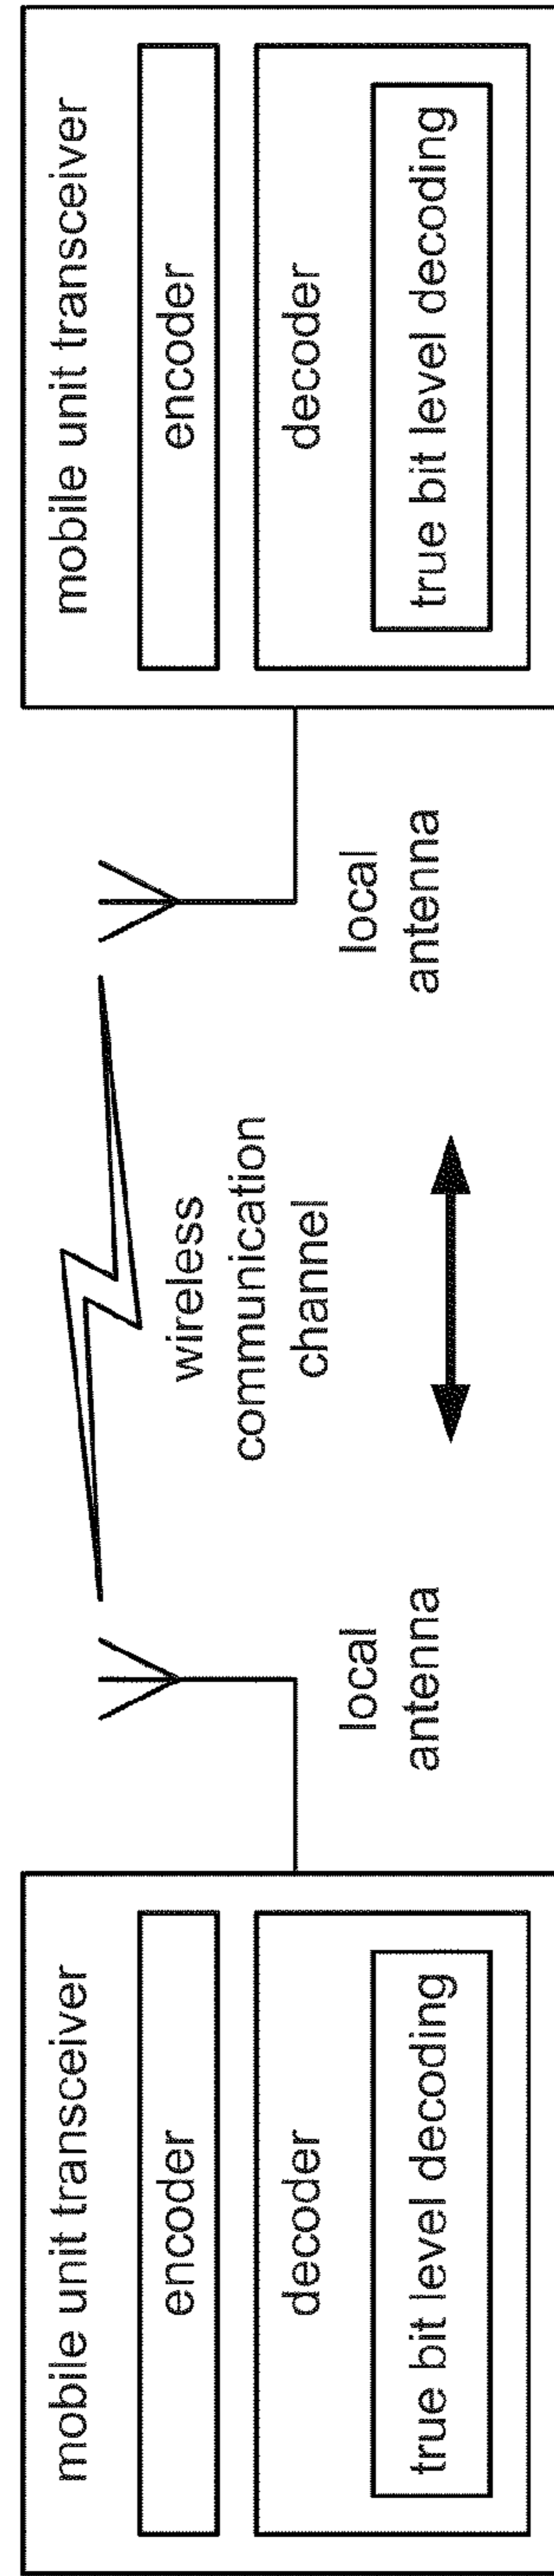 mobile unit transceiver
encoder
decoder
true bit level decoding
local
antenna
wireless
communication
channel
local
antenna
mobile unit transceiver
encoder
decoder
true bit level decoding